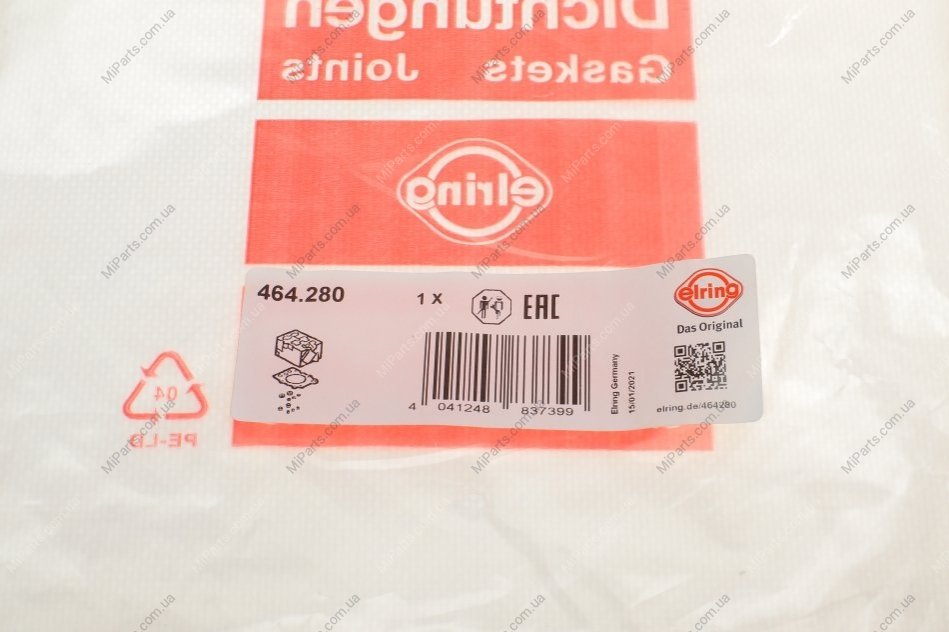 Dichtungen
Gaskets Joints
elring
464.280
1 X
EAC
elring
Das Original
4 041248 837399
Elring Germany
15/01/2021
elring.de/464280
04
PE-LD
MiParts.com.ua